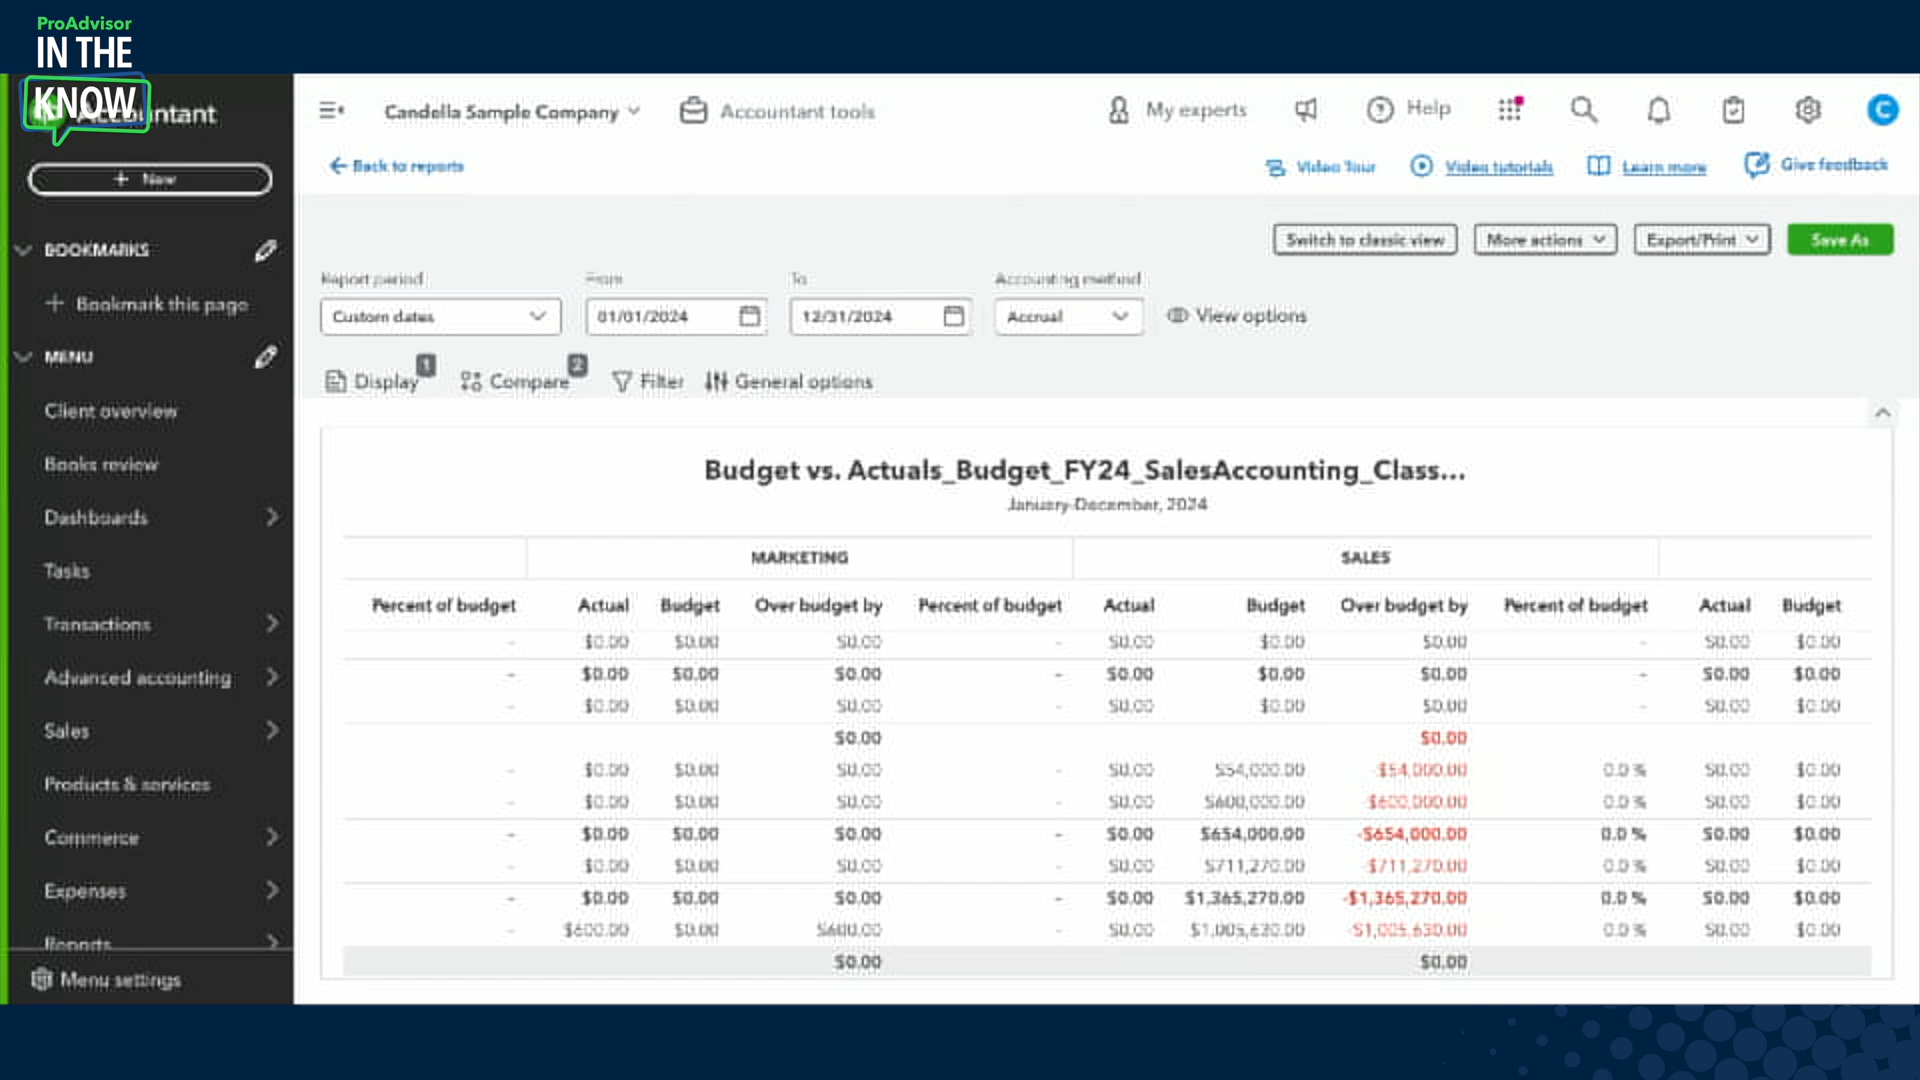 ProAdvisor
IN THE
KNOW
Accountant
+ New
BOOKMARKS
+ Bookmark this page
MENU
Client overview
Books review
Dashboards
Tasks
Transactions
Advanced accounting
Sales
Products & services
Commerce
Expenses
Reports
Menu settings
Candella Sample Company
Accountant tools
My experts
Help
C
Back to reports
Video Tour
Video tutorials
Learn more
Give feedback
Switch to classic view
More actions
Export/Print
Save As
Report period From To Accounting method
Custom dates 01/01/2024 12/31/2024 Accrual View options
Display 1 Compare 2 Filter General options
Budget vs. Actuals_Budget_FY24_SalesAccounting_Class...
January-December, 2024
MARKETING SALES
Percent of budget Actual Budget Over budget by Percent of budget Actual Budget Over budget by Percent of budget Actual Budget
- $0.00 $0.00 $0.00 - $0.00 $0.00 $0.00 - $0.00 $0.00
- $0.00 $0.00 $0.00 - $0.00 $0.00 $0.00 - $0.00 $0.00
- $0.00 $0.00 $0.00 - $0.00 $0.00 $0.00 - $0.00 $0.00
$0.00 $0.00
- $0.00 $0.00 $0.00 - $0.00 $54,000.00 -$54,000.00 0.0 % $0.00 $0.00
- $0.00 $0.00 $0.00 - $0.00 $600,000.00 -$600,000.00 0.0 % $0.00 $0.00
- $0.00 $0.00 $0.00 - $0.00 $654,000.00 -$654,000.00 0.0 % $0.00 $0.00
- $0.00 $0.00 $0.00 - $0.00 $711,270.00 -$711,270.00 0.0 % $0.00 $0.00
- $0.00 $0.00 $0.00 - $0.00 $1,365,270.00 -$1,365,270.00 0.0 % $0.00 $0.00
- $600.00 $0.00 $600.00 - $0.00 $1,005,630.00 -$1,005,630.00 0.0 % $0.00 $0.00
$0.00 $0.00